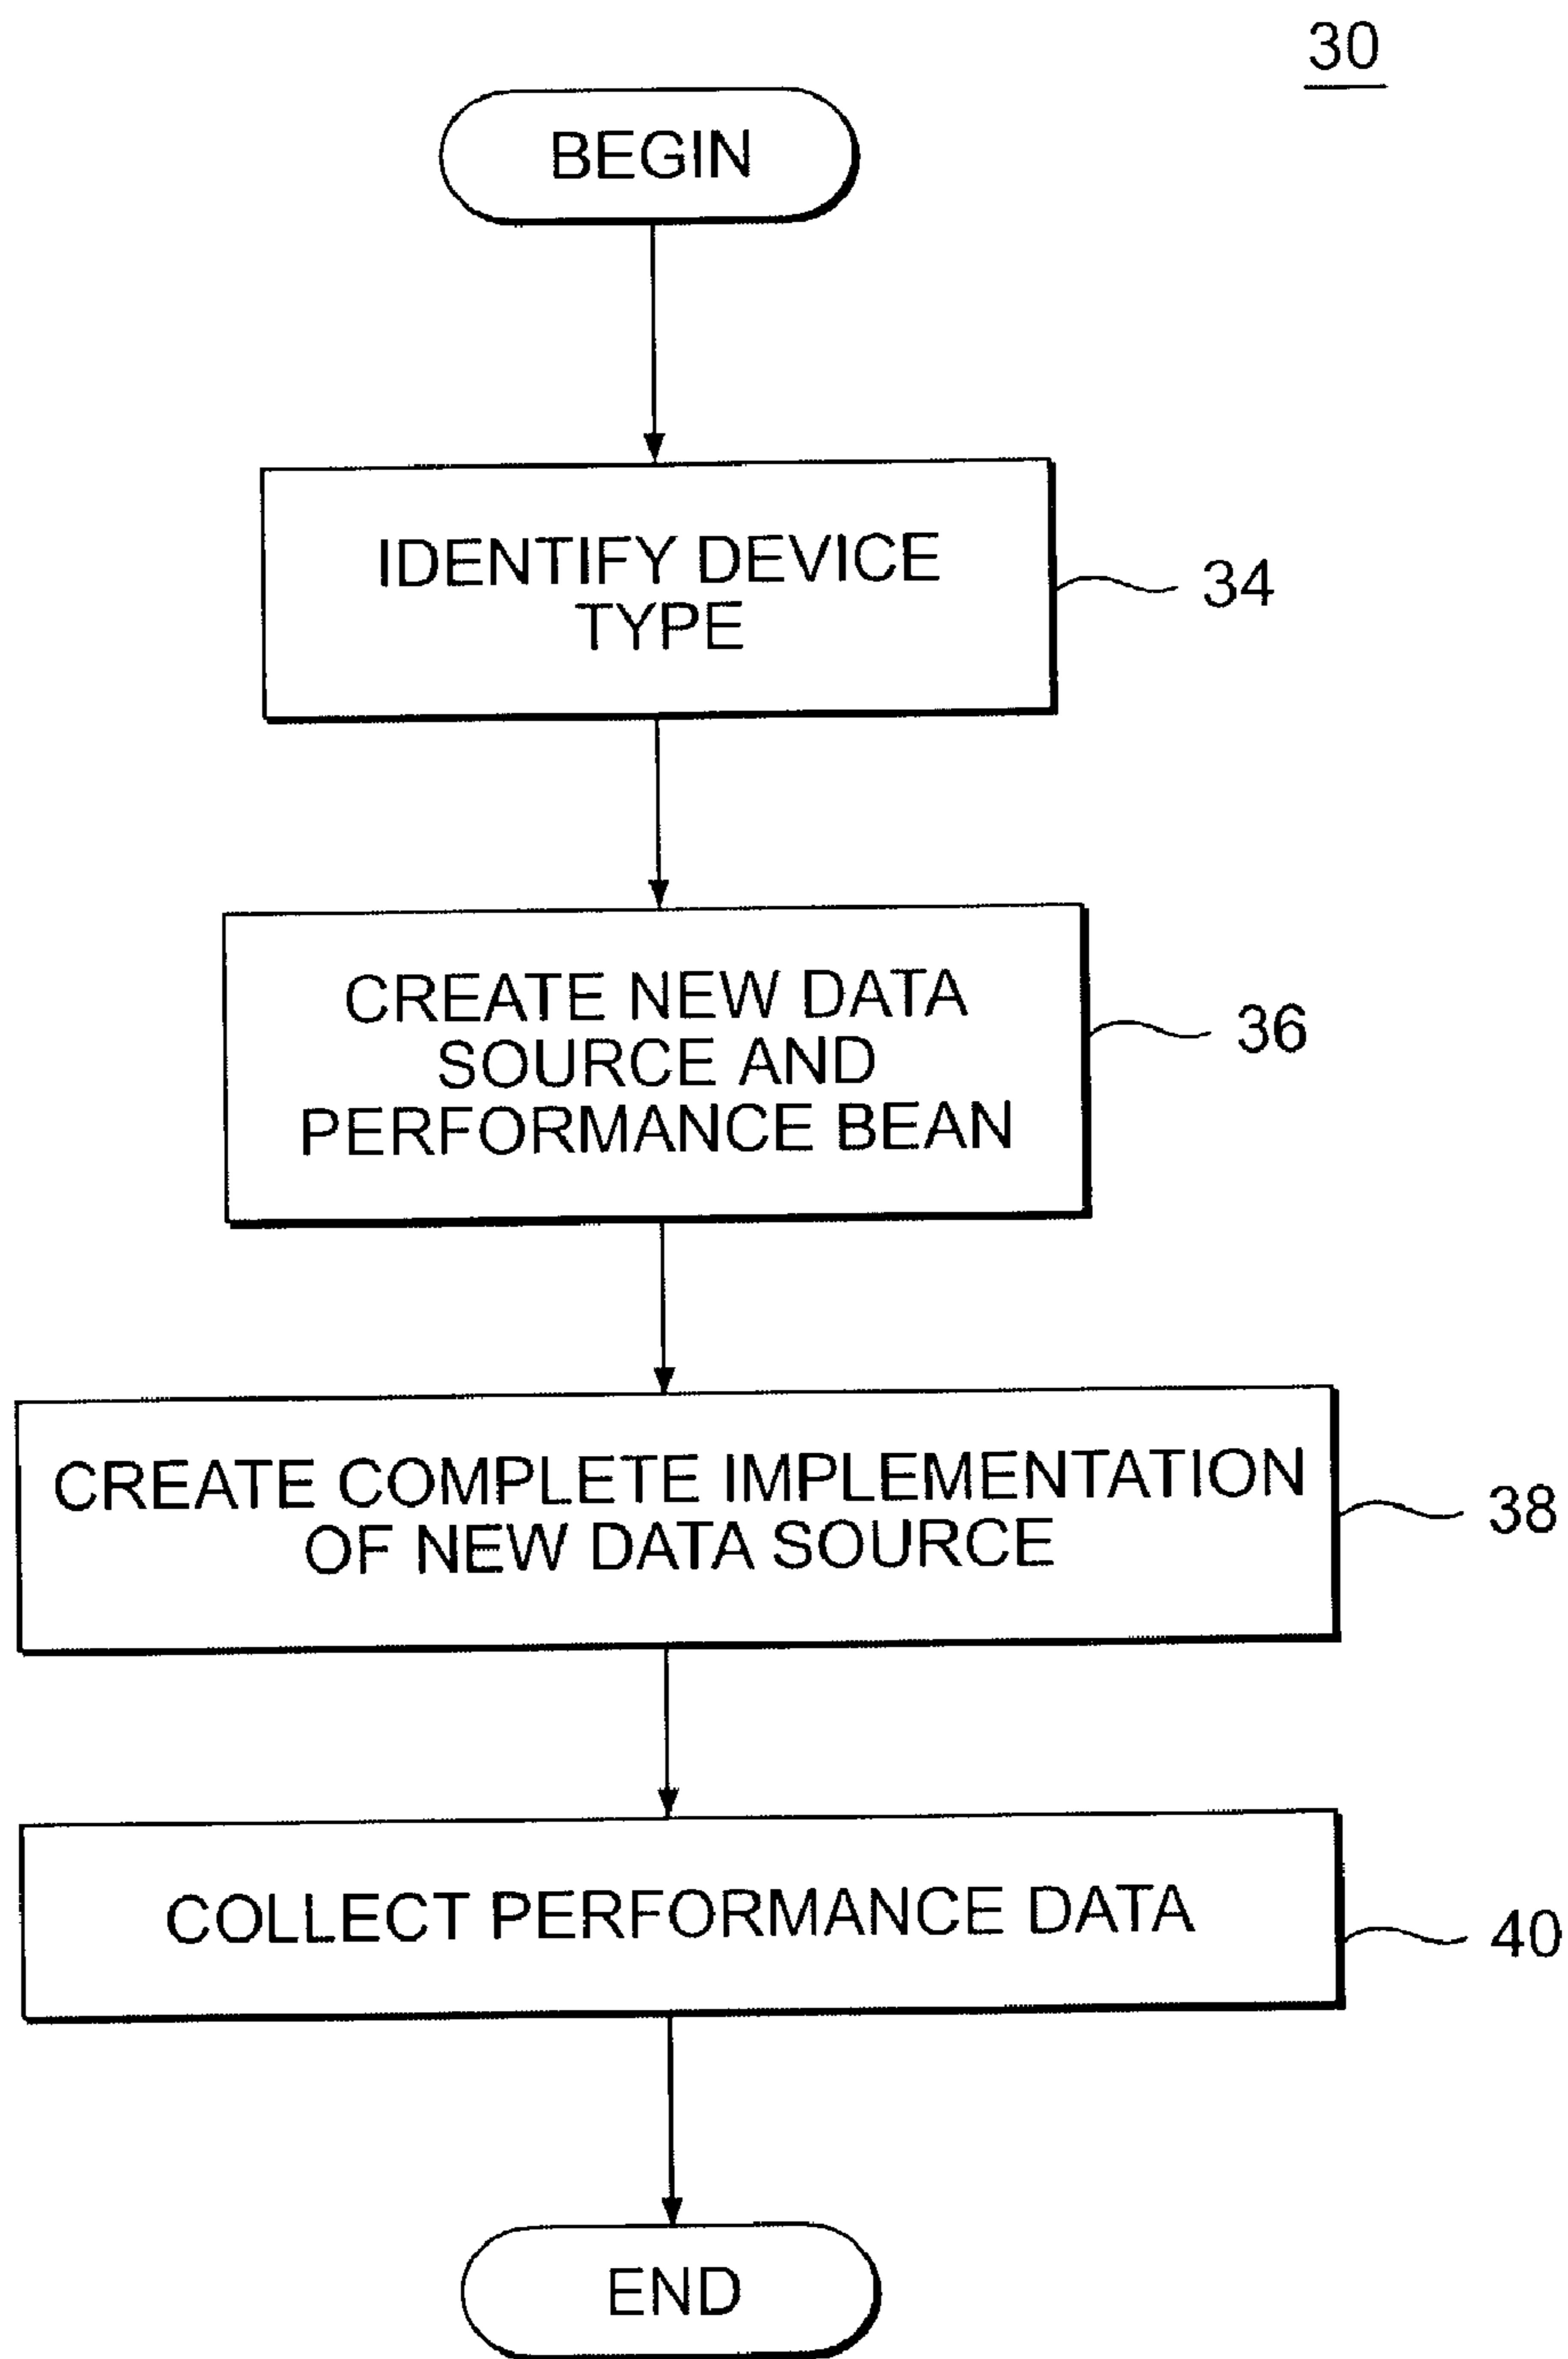 30
BEGIN
IDENTIFY DEVICE
TYPE
34
CREATE NEW DATA
SOURCE AND
PERFORMANCE BEAN
36
CREATE COMPLETE IMPLEMENTATION
OF NEW DATA SOURCE
38
COLLECT PERFORMANCE DATA
40
END